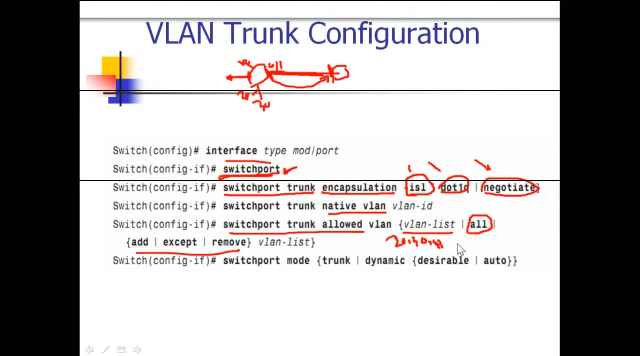 VLAN Trunk Configuration
Switch(config)# interface type mod/port
Switch(config-if)# switchport
Switch(config-if)# switchport trunk encapsulation {isl | dot1q | negotiate}
Switch(config-if)# switchport trunk native vlan vlan-id
Switch(config-if)# switchport trunk allowed vlan {vlan-list | all |
{add | except | remove} vlan-list}
Switch(config-if)# switchport mode {trunk | dynamic {desirable | auto}}